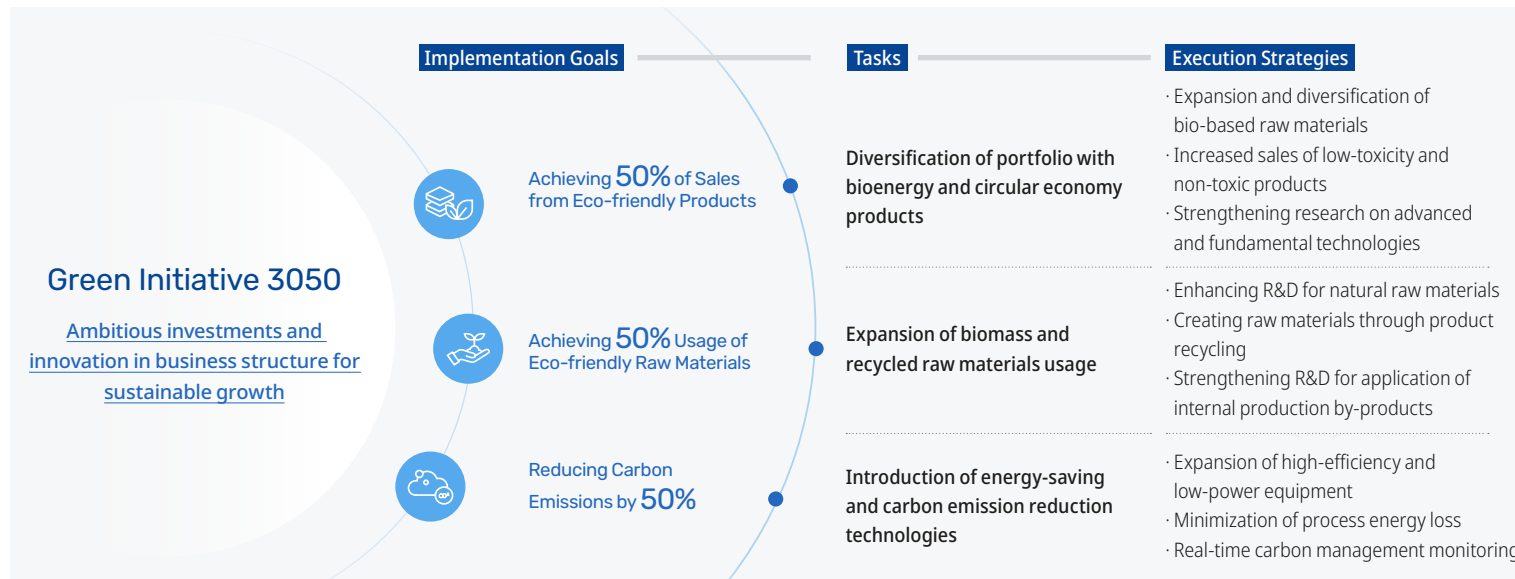 Implementation Goals
Tasks
Execution Strategies
Green Initiative 3050
Ambitious investments and
innovation in business structure for
sustainable growth
Achieving 50% of Sales
from Eco-friendly Products
Diversification of portfolio with
bioenergy and circular economy
products
· Expansion and diversification of
bio-based raw materials
· Increased sales of low-toxicity and
non-toxic products
· Strengthening research on advanced
and fundamental technologies
Achieving 50% Usage of
Eco-friendly Raw Materials
Expansion of biomass and
recycled raw materials usage
· Enhancing R&D for natural raw materials
· Creating raw materials through product
recycling
· Strengthening R&D for application of
internal production by-products
Reducing Carbon
Emissions by 50%
Introduction of energy-saving
and carbon emission reduction
technologies
· Expansion of high-efficiency and
low-power equipment
· Minimization of process energy loss
· Real-time carbon management monitoring